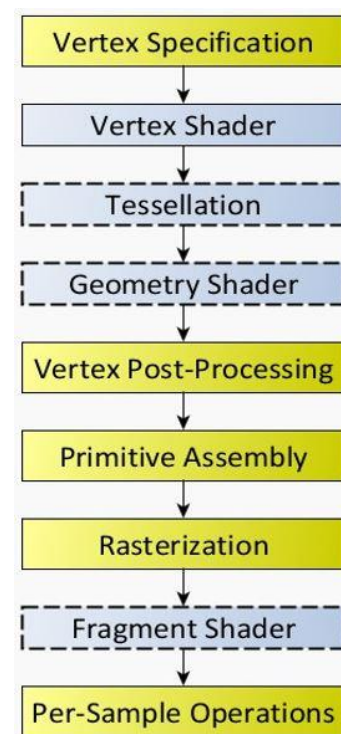 Vertex Specification
Vertex Shader
Tessellation
Geometry Shader
Vertex Post-Processing
Primitive Assembly
Rasterization
Fragment Shader
Per-Sample Operations